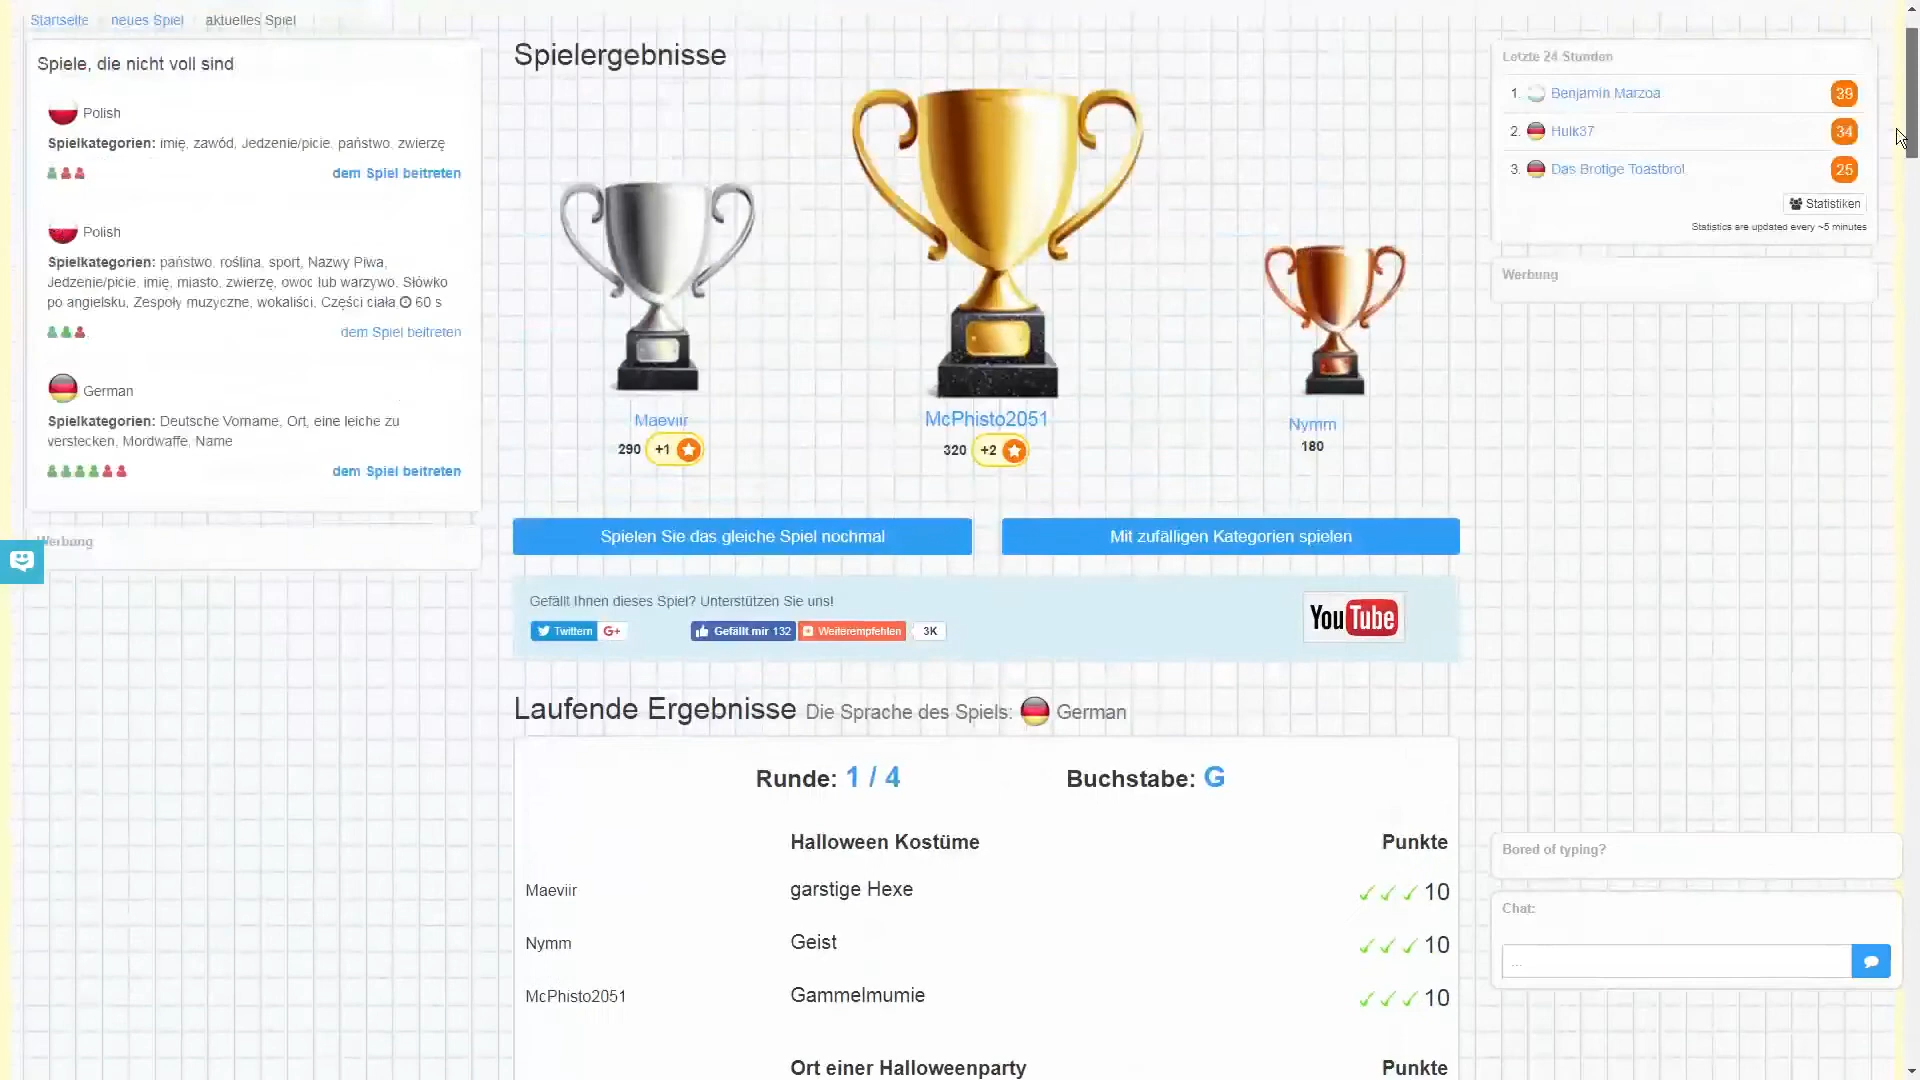 Startseite neues Spiel aktuelles Spiel
Spiele, die nicht voll sind
Polish
Spielkategorien: imię, zawód, Jedzenie/picie, państwo, zwierzę
dem Spiel beitreten
Polish
Spielkategorien: państwo, roślina, sport, Nazwy Piwa,
Jedzenie/picie, imię, miasto, zwierzę, owoc lub warzywo, Słówko
po angielsku, Zespoły muzyczne, wokaliści, Części ciała 60 s
dem Spiel beitreten
German
Spielkategorien: Deutsche Vorname, Ort, eine leiche zu
verstecken, Mordwaffe, Name
dem Spiel beitreten
Werbung
Spielergebnisse
Maeviir
290 +1
McPhisto2051
320 +2
Nymm
180
Spielen Sie das gleiche Spiel nochmal
Mit zufälligen Kategorien spielen
Gefällt Ihnen dieses Spiel? Unterstützen Sie uns!
Twittern G+ Gefällt mir 132 Weiterempfehlen 3K
YouTube
Laufende Ergebnisse Die Sprache des Spiels: German
Runde: 1 / 4 Buchstabe: G
Halloween Kostüme Punkte
Maeviir garstige Hexe 10
Nymm Geist 10
McPhisto2051 Gammelmumie 10
Ort einer Halloweenparty Punkte
Letzte 24 Stunden
1. Benjamin Marzoa 39
2. Hulk37 34
3. Das Brotige Toastbrot 25
Statistiken
Statistics are updated every ~5 minutes
Werbung
Bored of typing?
Chat:
...